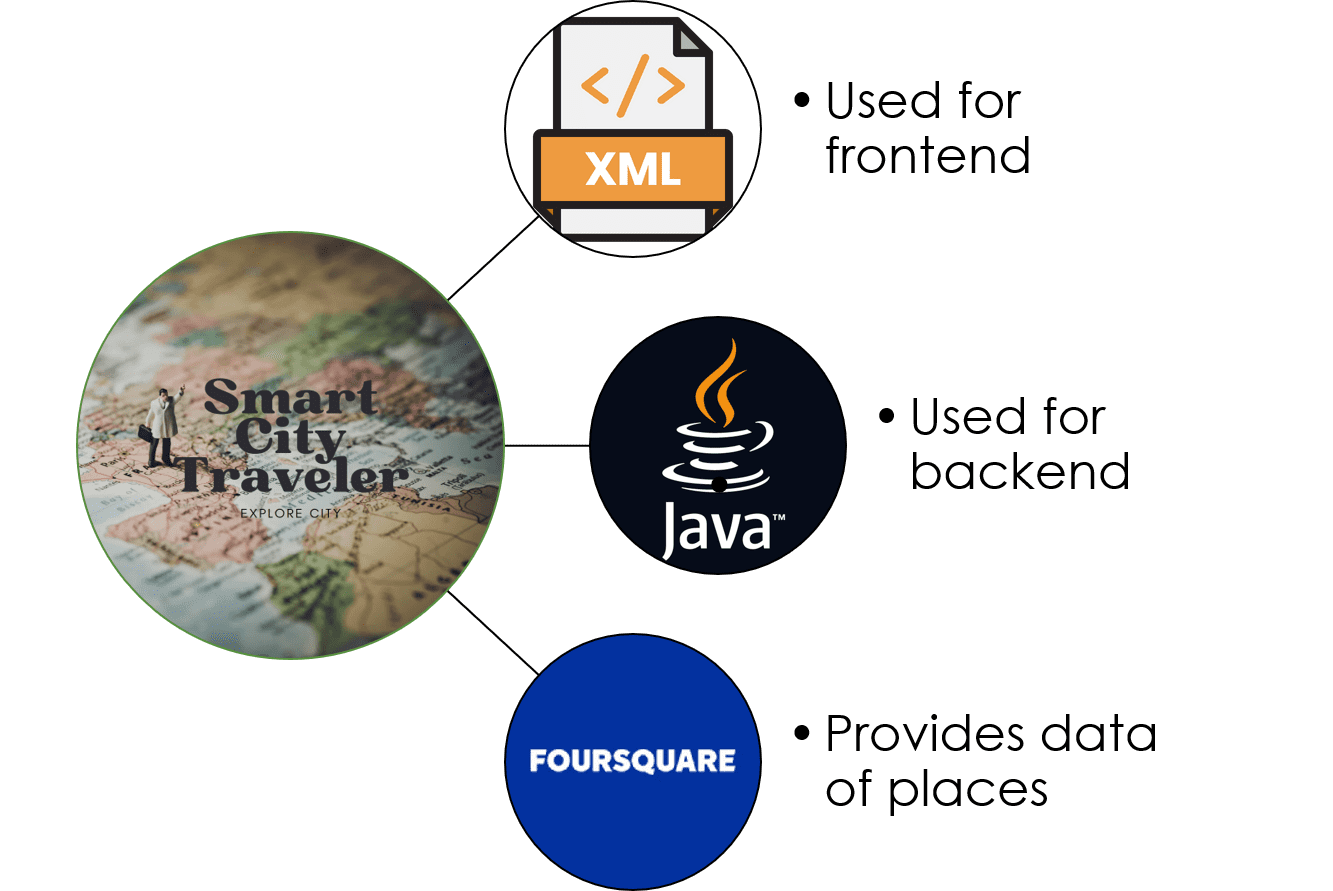 </>
XML
• Used for
frontend
Smart
City
Traveler
EXPLORE CITY
Java™
• Used for
backend
FOURSQUARE
• Provides data
of places